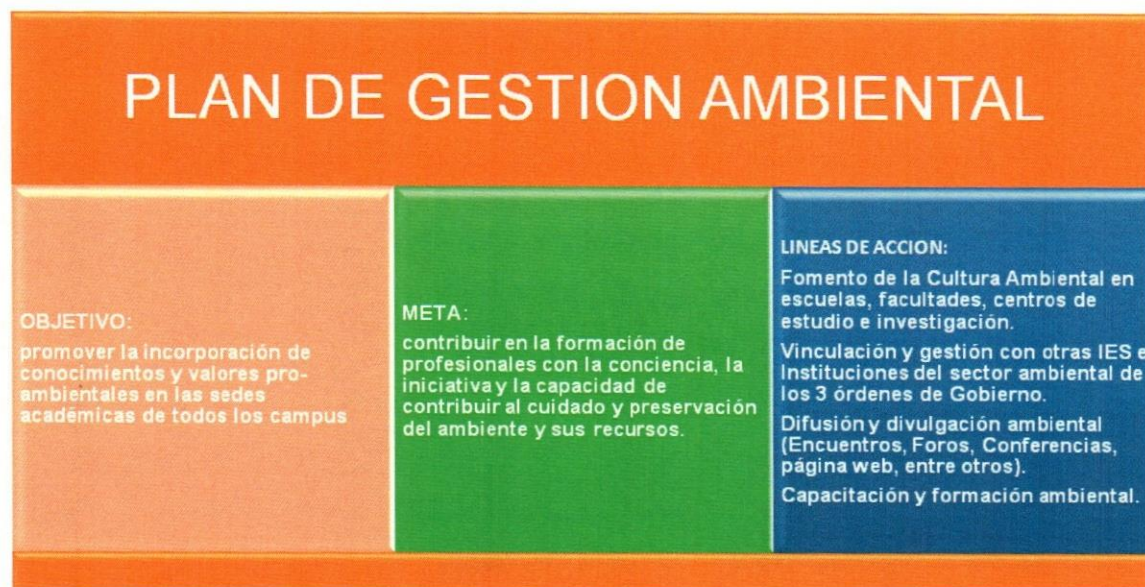 PLAN DE GESTION AMBIENTAL
OBJETIVO:
promover la incorporación de
conocimientos y valores pro-
ambientales en las sedes
académicas de todos los campus
META:
contribuir en la formación de
profesionales con la conciencia, la
iniciativa y la capacidad de
contribuir al cuidado y preservación
del ambiente y sus recursos.
LINEAS DE ACCION:
Fomento de la Cultura Ambiental en
escuelas, facultades, centros de
estudio e investigación.
Vinculación y gestión con otras IES e
Instituciones del sector ambiental de
los 3 órdenes de Gobierno.
Difusión y divulgación ambiental
(Encuentros, Foros, Conferencias,
página web, entre otros).
Capacitación y formación ambiental.